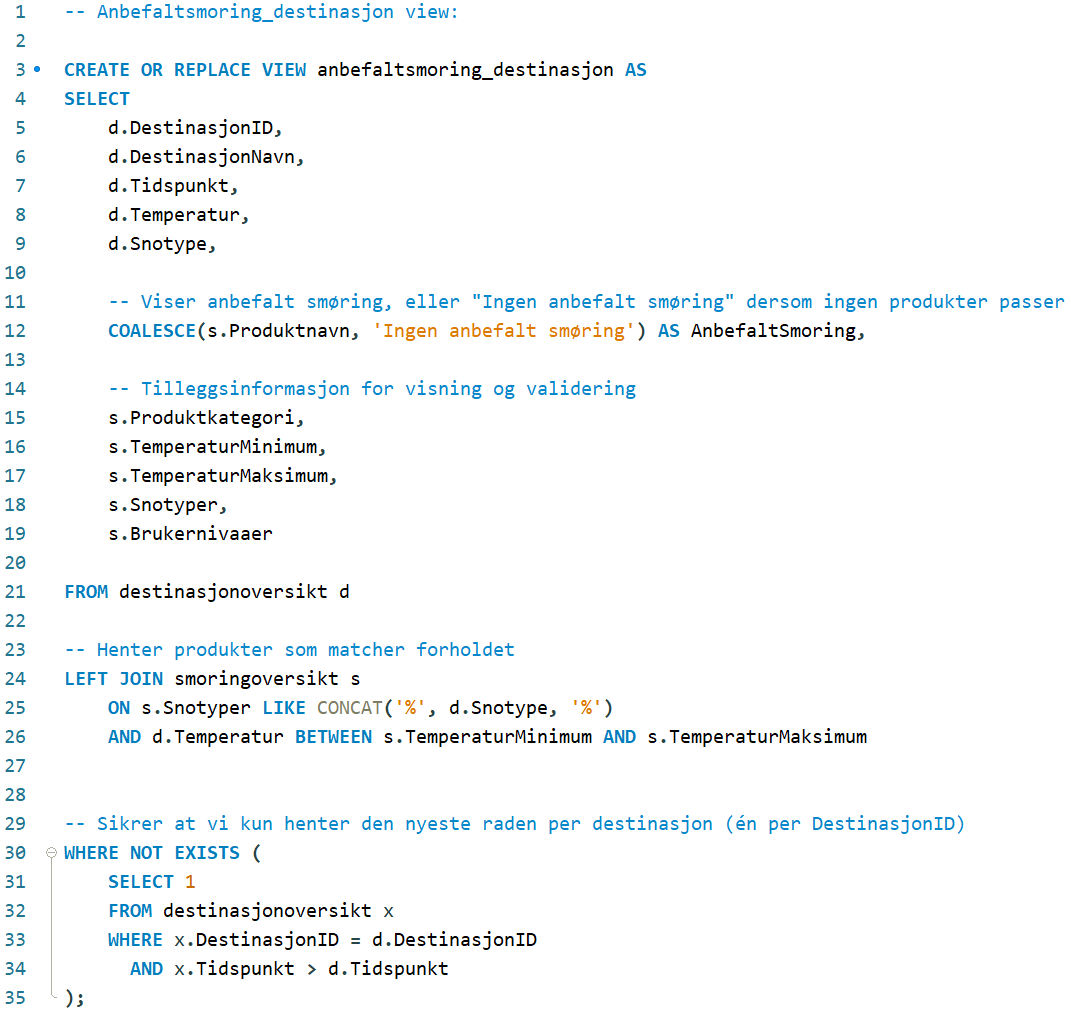 1 -- Anbefaltsmoring_destinasjon view:
2
3 CREATE OR REPLACE VIEW anbefaltsmoring_destinasjon AS
4 SELECT
5 d.DestinasjonID,
6 d.DestinasjonNavn,
7 d.Tidspunkt,
8 d.Temperatur,
9 d.Snotype,
10
11 -- Viser anbefalt smøring, eller "Ingen anbefalt smøring" dersom ingen produkter passer
12 COALESCE(s.Produktnavn, 'Ingen anbefalt smøring') AS AnbefaltSmoring,
13
14 -- Tilleggsinformasjon for visning og validering
15 s.Produktkategori,
16 s.TemperaturMinimum,
17 s.TemperaturMaksimum,
18 s.Snotyper,
19 s.Brukernivaaer
20
21 FROM destinasjonoversikt d
22
23 -- Henter produkter som matcher forholdet
24 LEFT JOIN smoringoversikt s
25 ON s.Snotyper LIKE CONCAT('%', d.Snotype, '%')
26 AND d.Temperatur BETWEEN s.TemperaturMinimum AND s.TemperaturMaksimum
27
28
29 -- Sikrer at vi kun henter den nyeste raden per destinasjon (én per DestinasjonID)
30 WHERE NOT EXISTS (
31 SELECT 1
32 FROM destinasjonoversikt x
33 WHERE x.DestinasjonID = d.DestinasjonID
34 AND x.Tidspunkt > d.Tidspunkt
35 );